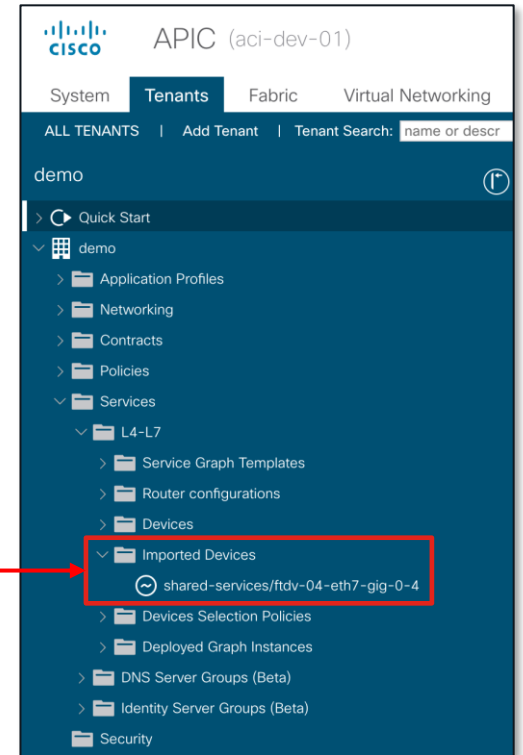 CISCO
APIC (aci-dev-01)
System Tenants Fabric Virtual Networking
ALL TENANTS | Add Tenant | Tenant Search: name or descr
demo
Quick Start
demo
Application Profiles
Networking
Contracts
Policies
Services
L4-L7
Service Graph Templates
Router configurations
Devices
Imported Devices
shared-services/ftdv-04-eth7-gig-0-4
Devices Selection Policies
Deployed Graph Instances
DNS Server Groups (Beta)
Identity Server Groups (Beta)
Security